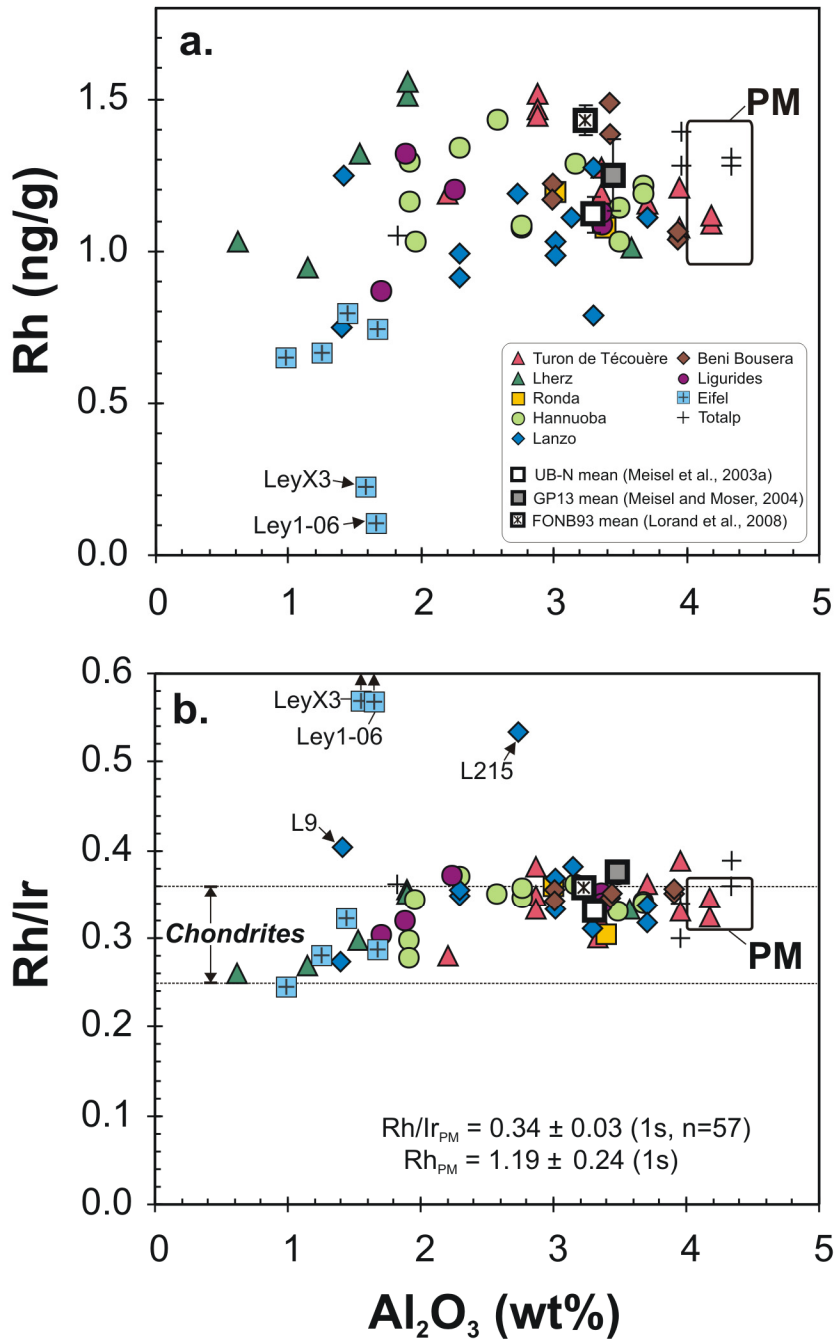 a.
Rh (ng/g)
1.5
1.0
0.5
0.0
PM
LeyX3
Ley1-06
Turon de Técouère
Lherz
Ronda
Hannuoba
Lanzo
Beni Bousera
Ligurides
Eifel
Totalp
UB-N mean (Meisel et al., 2003a)
GP13 mean (Meisel and Moser, 2004)
FONB93 mean (Lorand et al., 2008)
0 1 2 3 4 5
b.
Rh/Ir
0.6
0.5
0.4
0.3
0.2
0.1
0.0
LeyX3
Ley1-06
L215
L9
Chondrites
PM
Rh/Ir_PM = 0.34 ± 0.03 (1s, n=57)
Rh_PM = 1.19 ± 0.24 (1s)
0 1 2 3 4 5
Al₂O₃ (wt%)